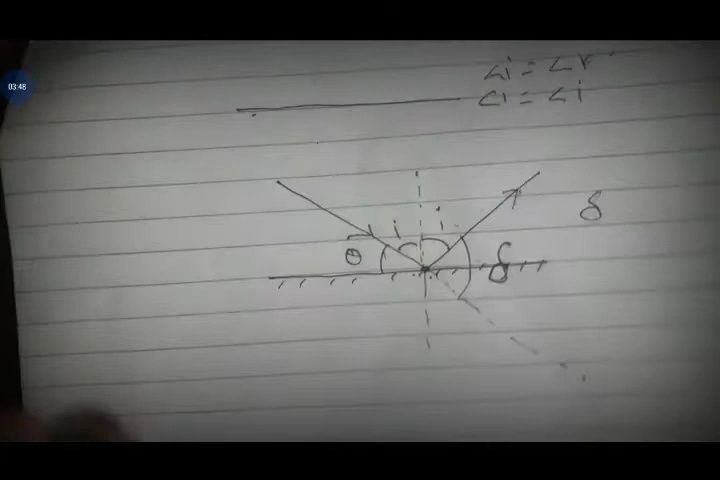 03:48
∠i = ∠r
∠i = ∠i
δ
i i
θ δ